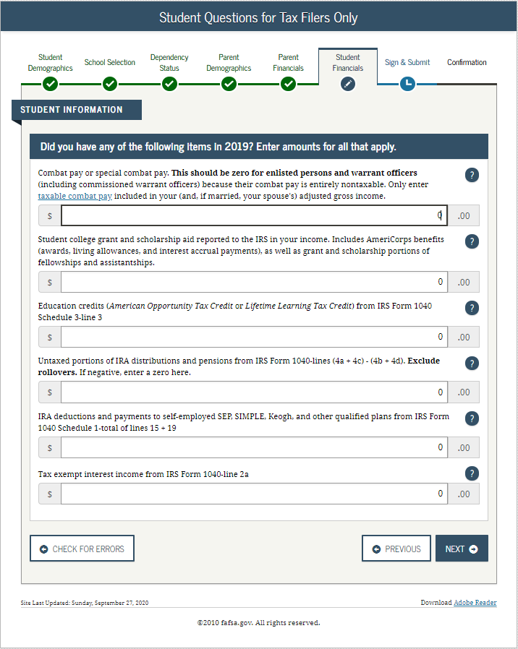 Student Questions for Tax Filers Only
Student
Demographics
School Selection
Dependency
Status
Parent
Demographics
Parent
Financials
Student
Financials
Sign & Submit
Confirmation
STUDENT INFORMATION
Did you have any of the following items in 2019? Enter amounts for all that apply.
Combat pay or special combat pay. This should be zero for enlisted persons and warrant officers
(including commissioned warrant officers) because their combat pay is entirely nontaxable. Only enter
taxable combat pay included in your (and, if married, your spouse's) adjusted gross income.
?
$ 0 .00
Student college grant and scholarship aid reported to the IRS in your income. Includes AmeriCorps benefits
(awards, living allowances, and interest accrual payments), as well as grant and scholarship portions of
fellowships and assistantships.
?
$ 0 .00
Education credits (American Opportunity Tax Credit or Lifetime Learning Tax Credit) from IRS Form 1040
Schedule 3-line 3
?
$ 0 .00
Untaxed portions of IRA distributions and pensions from IRS Form 1040-lines (4a + 4c) - (4b + 4d). Exclude
rollovers. If negative, enter a zero here.
?
$ 0 .00
IRA deductions and payments to self-employed SEP, SIMPLE, Keogh, and other qualified plans from IRS Form
1040 Schedule 1-total of lines 15 + 19
?
$ 0 .00
Tax exempt interest income from IRS Form 1040-line 2a
?
$ 0 .00
CHECK FOR ERRORS
PREVIOUS
NEXT
Site Last Updated: Sunday, September 27, 2020
Download Adobe Reader
©2010 fafsa.gov. All rights reserved.